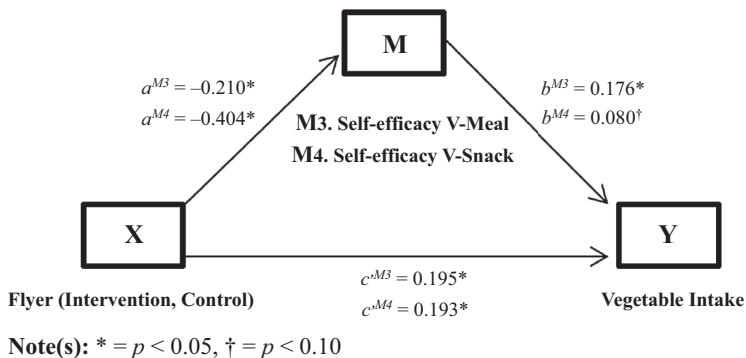 M
a^M3 = –0.210*
a^M4 = –0.404*
b^M3 = 0.176*
b^M4 = 0.080†
M3. Self-efficacy V-Meal
M4. Self-efficacy V-Snack
X
Y
c'^M3 = 0.195*
c'^M4 = 0.193*
Flyer (Intervention, Control)
Vegetable Intake
Note(s): * = p < 0.05, † = p < 0.10